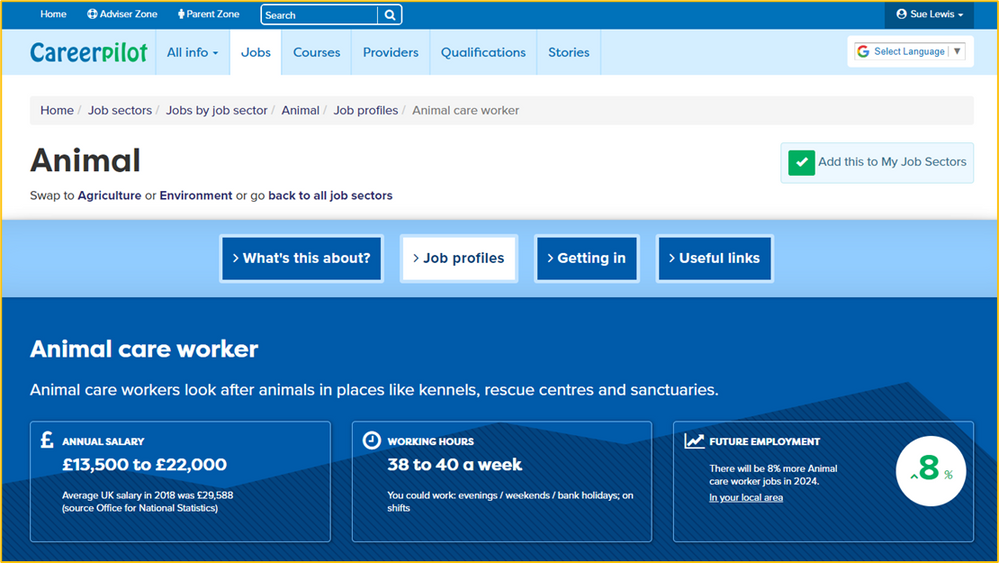 Home Adviser Zone Parent Zone Search Sue Lewis
Careerpilot All info Jobs Courses Providers Qualifications Stories Select Language
Home / Job sectors / Jobs by job sector / Animal / Job profiles / Animal care worker
Animal
Add this to My Job Sectors
Swap to Agriculture or Environment or go back to all job sectors
> What's this about? > Job profiles > Getting in > Useful links
Animal care worker
Animal care workers look after animals in places like kennels, rescue centres and sanctuaries.
£ ANNUAL SALARY
£13,500 to £22,000
Average UK salary in 2018 was £29,588
(source Office for National Statistics)
WORKING HOURS
38 to 40 a week
You could work: evenings / weekends / bank holidays; on
shifts
FUTURE EMPLOYMENT
There will be 8% more Animal
care worker jobs in 2024.
In your local area
8 %